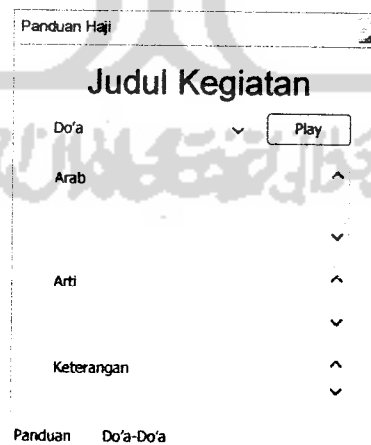 Panduan Haji
Judul Kegiatan
Do'a Play
Arab
Arti
Keterangan
Panduan Do'a-Do'a